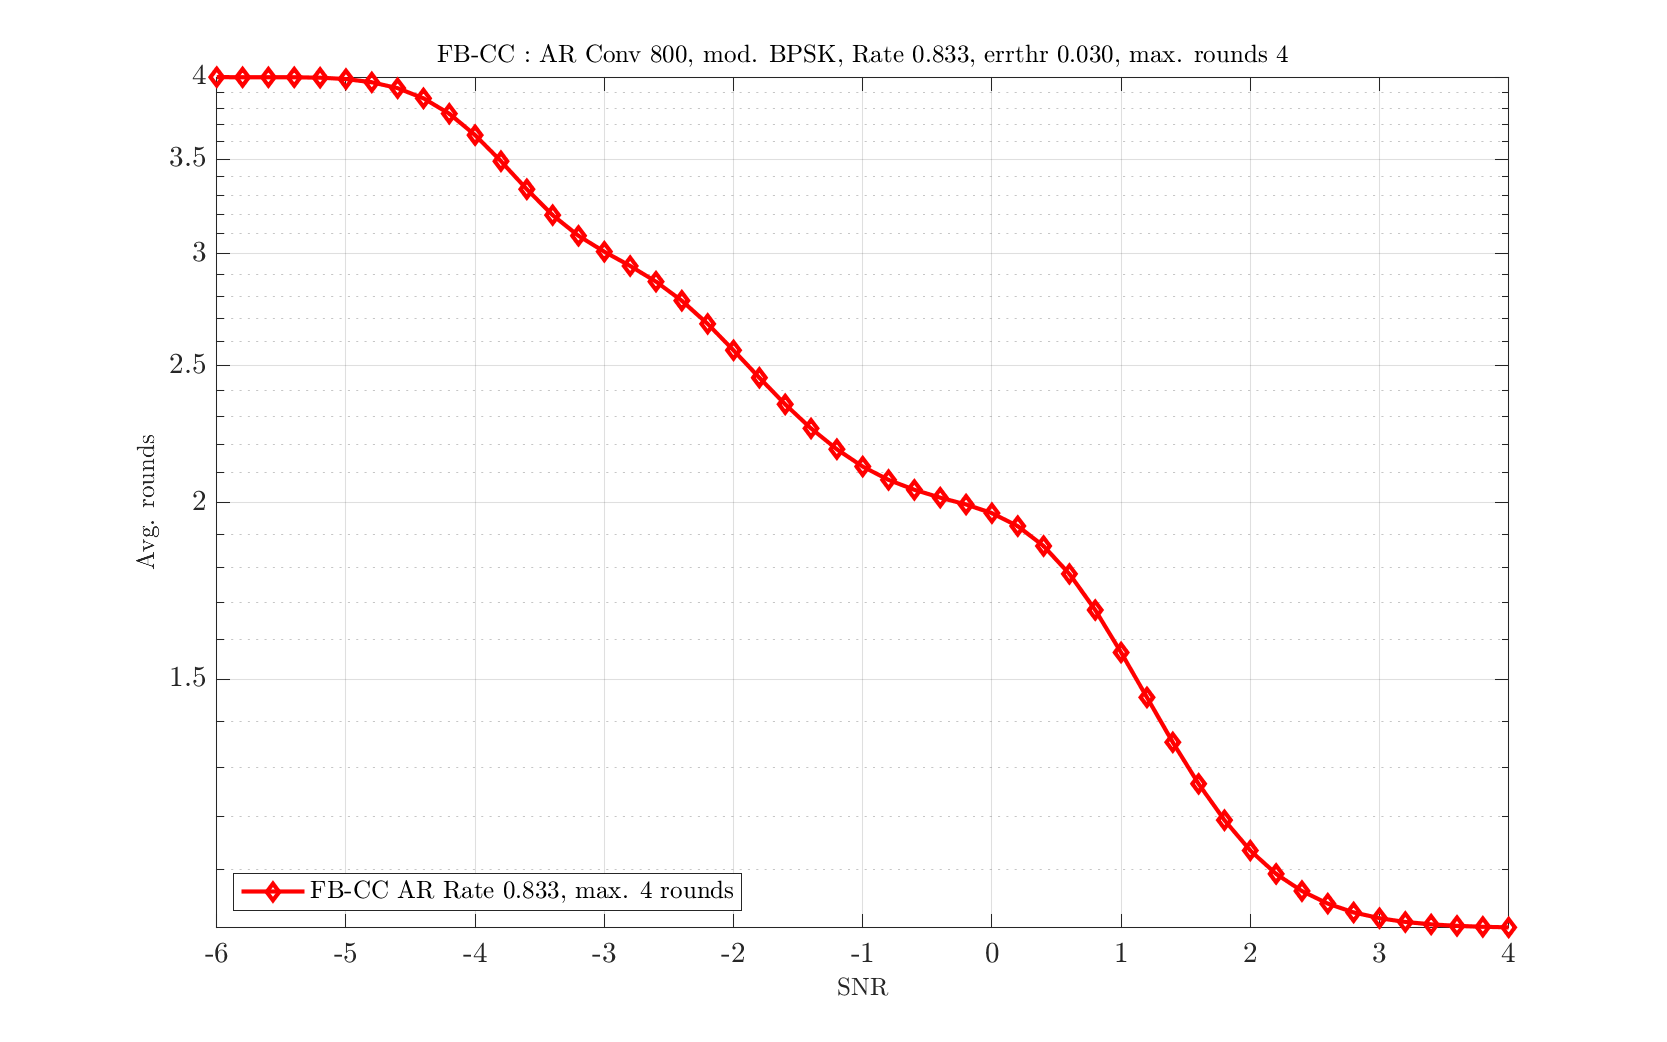 FB-CC : AR Conv 800, mod. BPSK, Rate 0.833, errthr 0.030, max. rounds 4
4
3.5
3
2.5
2
1.5
Avg. rounds
FB-CC AR Rate 0.833, max. 4 rounds
-6 -5 -4 -3 -2 -1 0 1 2 3 4
SNR